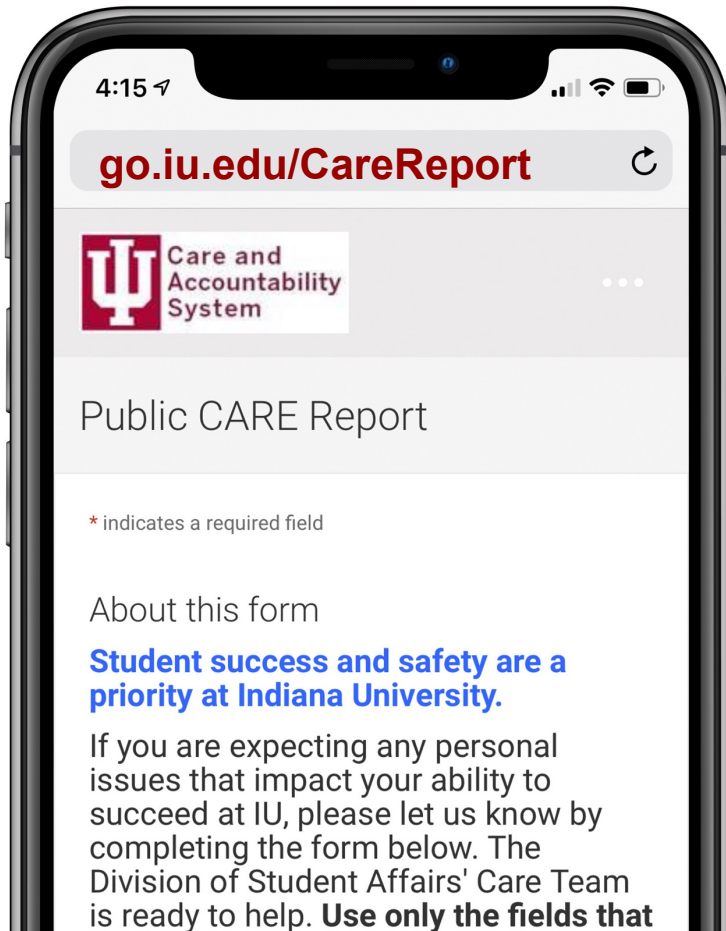 4:15
go.iu.edu/CareReport
Care and
Accountability
System
Public CARE Report
* indicates a required field
About this form
Student success and safety are a
priority at Indiana University.
If you are expecting any personal
issues that impact your ability to
succeed at IU, please let us know by
completing the form below. The
Division of Student Affairs' Care Team
is ready to help. Use only the fields that